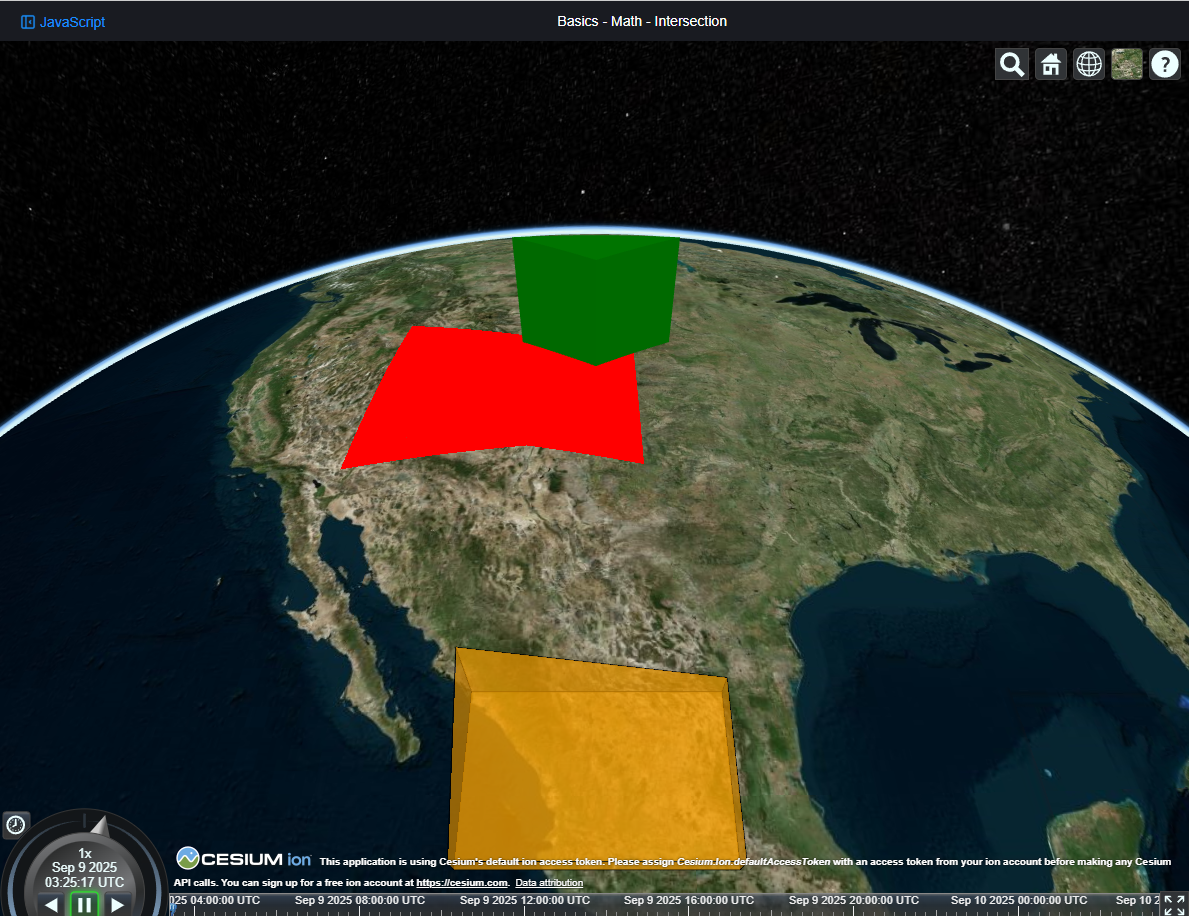 JavaScript
Basics - Math - Intersection
?
1x
Sep 9 2025
03:25:17 UTC
CESIUM ion This application is using Cesium's default ion access token. Please assign Cesium.Ion.defaultAccessToken with an access token from your ion account before making any Cesium
API calls. You can sign up for a free ion account at https://cesium.com. Data attribution
025 04:00:00 UTC Sep 9 2025 08:00:00 UTC Sep 9 2025 12:00:00 UTC Sep 9 2025 16:00:00 UTC Sep 9 2025 20:00:00 UTC Sep 10 2025 00:00:00 UTC Sep 10 2